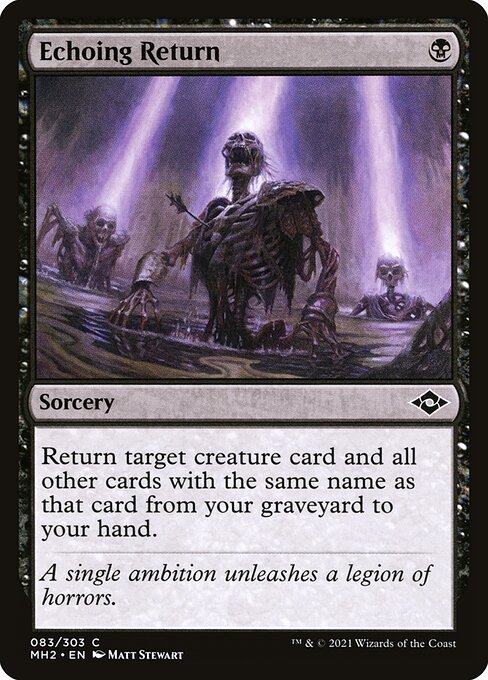 Echoing Return
Sorcery
Return target creature card and all
other cards with the same name as
that card from your graveyard to
your hand.
A single ambition unleashes a legion of
horrors.
083/303 C
MH2 • EN Matt Stewart
™ & © 2021 Wizards of the Coast